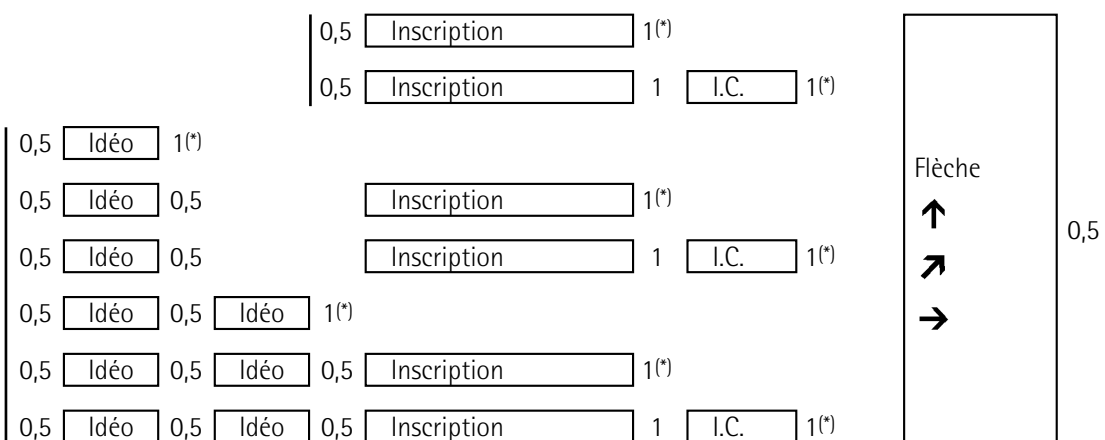 0,5 Inscription 1(*)
0,5 Inscription 1 I.C. 1(*)
0,5 Idéo 1(*)
Flèche
0,5 Idéo 0,5 Inscription 1(*)
↑
0,5
0,5 Idéo 0,5 Inscription 1 I.C. 1(*)
↗
0,5 Idéo 0,5 Idéo 1(*)
→
0,5 Idéo 0,5 Idéo 0,5 Inscription 1(*)
0,5 Idéo 0,5 Idéo 0,5 Inscription 1 I.C. 1(*)